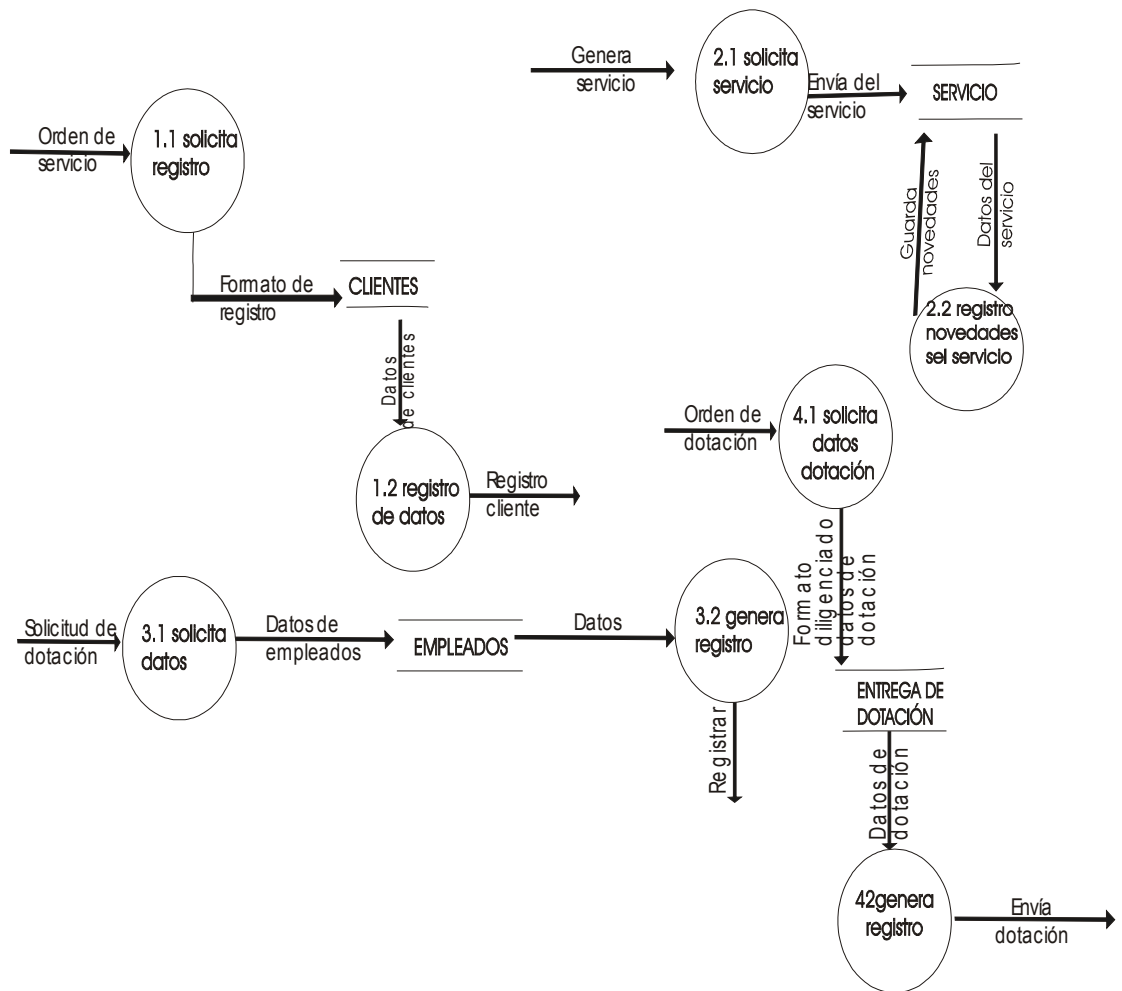 Genera
servicio
2.1 solicita
servicio
Envía del
servicio
SERVICIO
Guarda
novedades
Datos del
servicio
2.2 registro
novedades
sel servicio
Orden de
servicio
1.1 solicita
registro
Formato de
registro
CLIENTES
Datos
de clientes
1.2 registro
de datos
Registro
cliente
Orden de
dotación
4.1 solicita
datos
dotación
Formato
diligenciado
datos de
dotación
ENTREGA DE
DOTACIÓN
Datos de
dotación
42genera
registro
Envía
dotación
Solicitud de
dotación
3.1 solicita
datos
Datos de
empleados
EMPLEADOS
Datos
3.2 genera
registro
Registrar